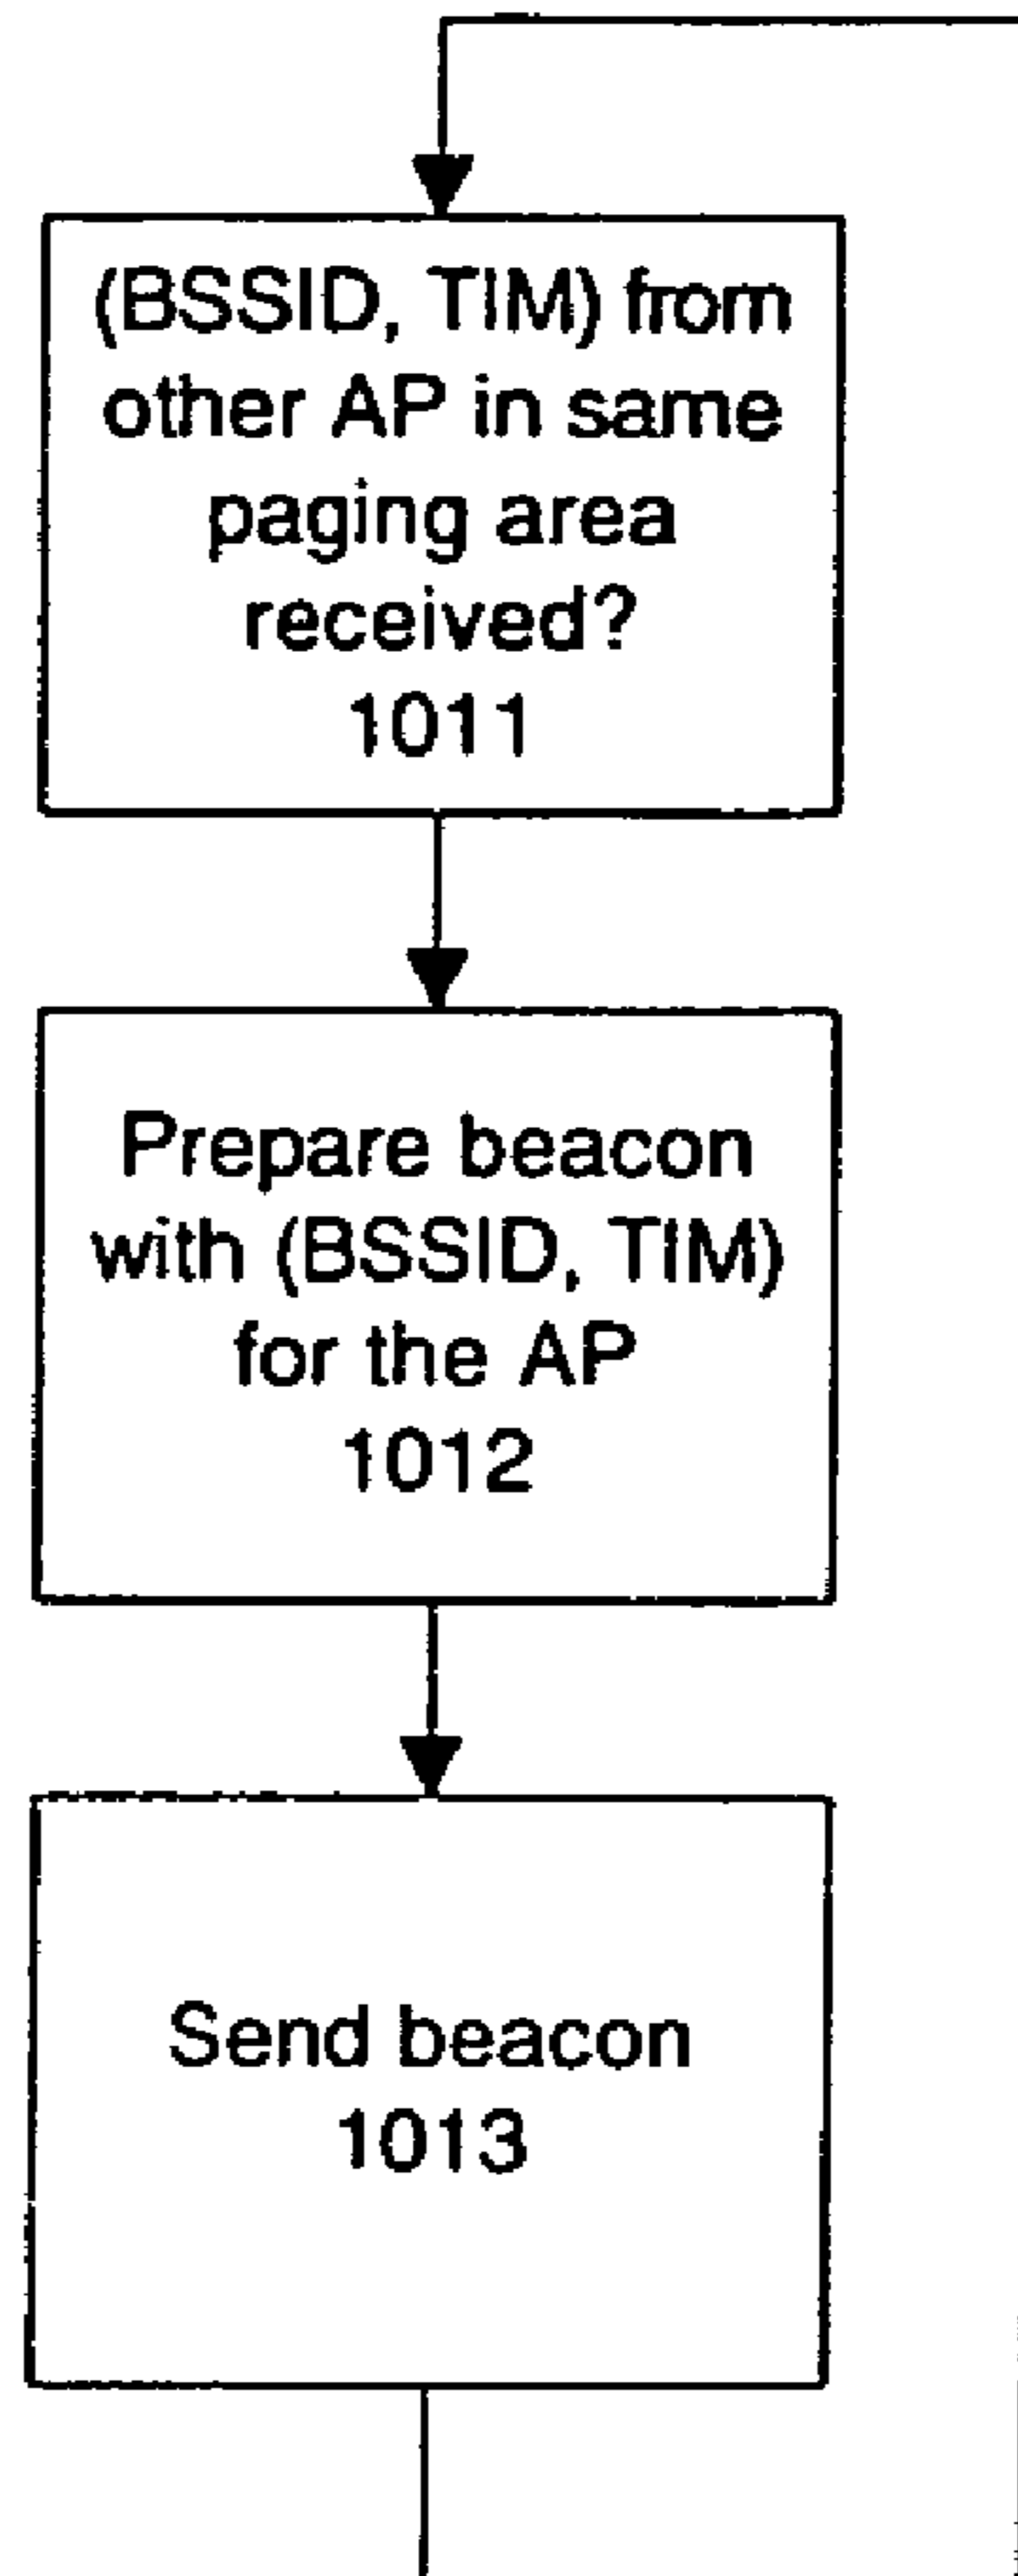 (BSSID, TIM) from
other AP in same
paging area
received?
1011
Prepare beacon
with (BSSID, TIM)
for the AP
1012
Send beacon
1013